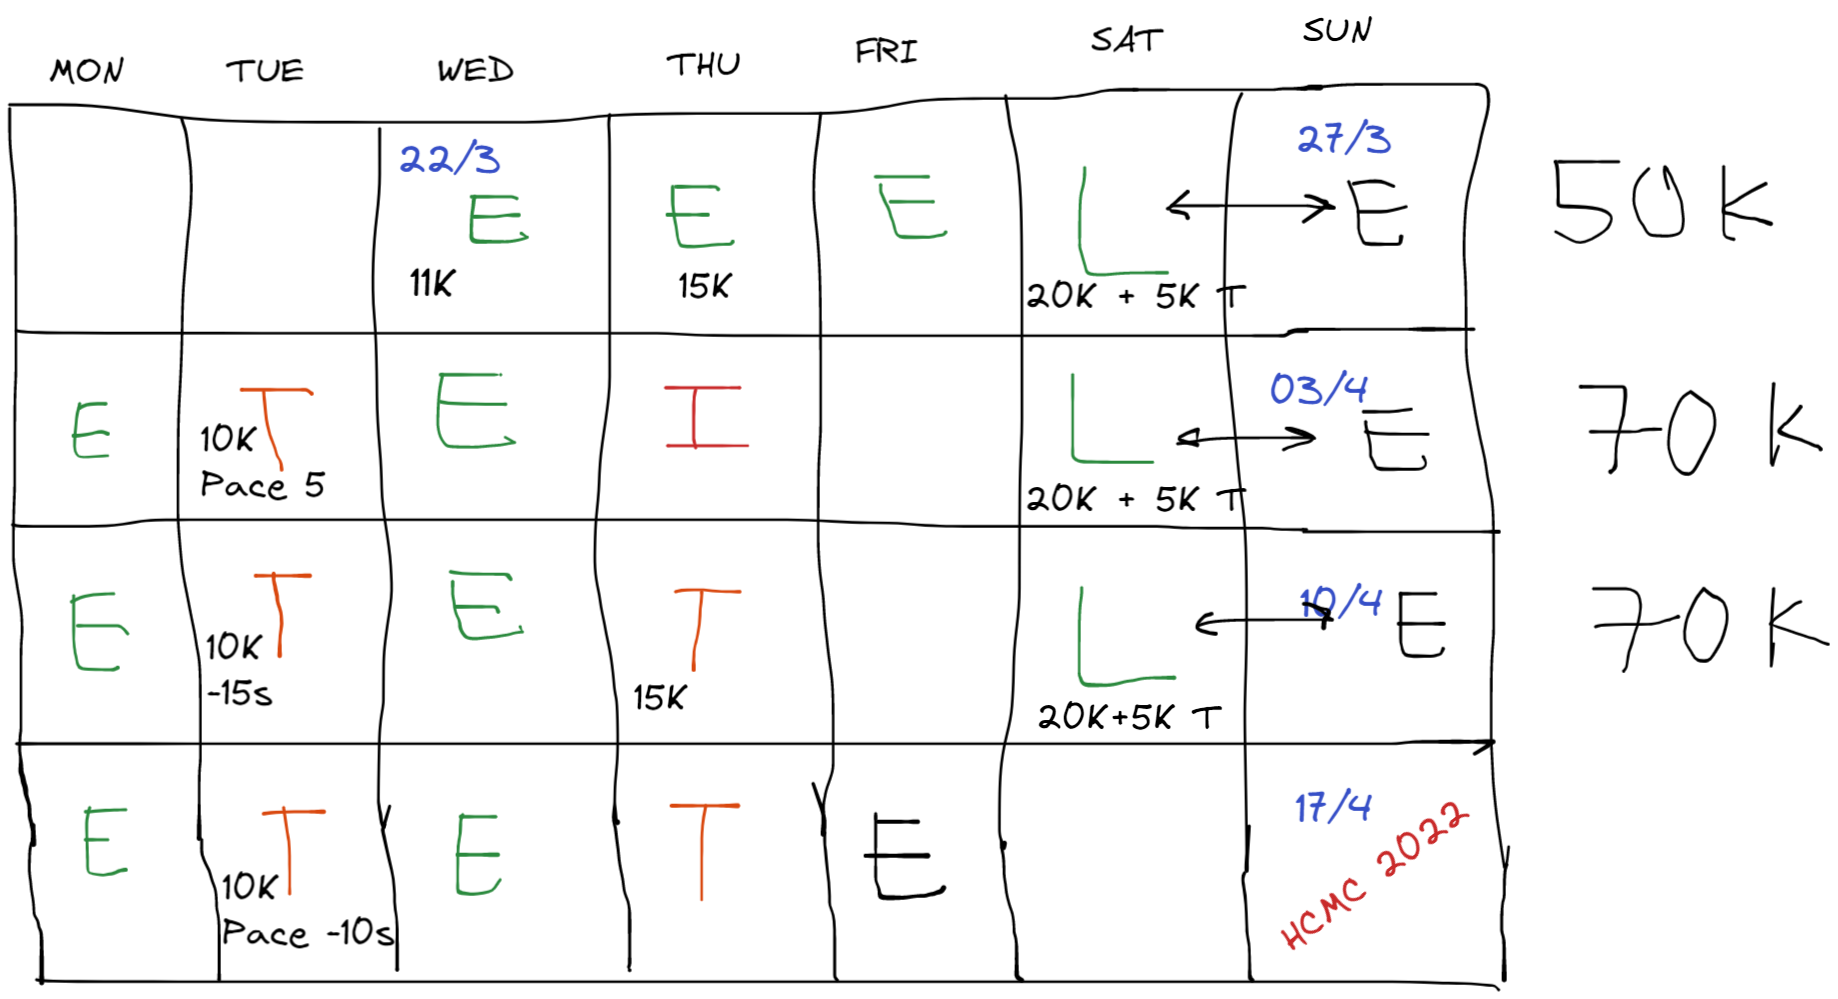 MON TUE WED THU FRI SAT SUN
22/3 27/3
E E E L E 50K
11K 15K 20K + 5K T
03/4
E T E I L E 70K
10K
Pace 5 20K + 5K T
10/4
E T E T L E 70K
10K
-15s 15K 20K+5K T
17/4
E T E T E HCMC 2022
10K
Pace -10s